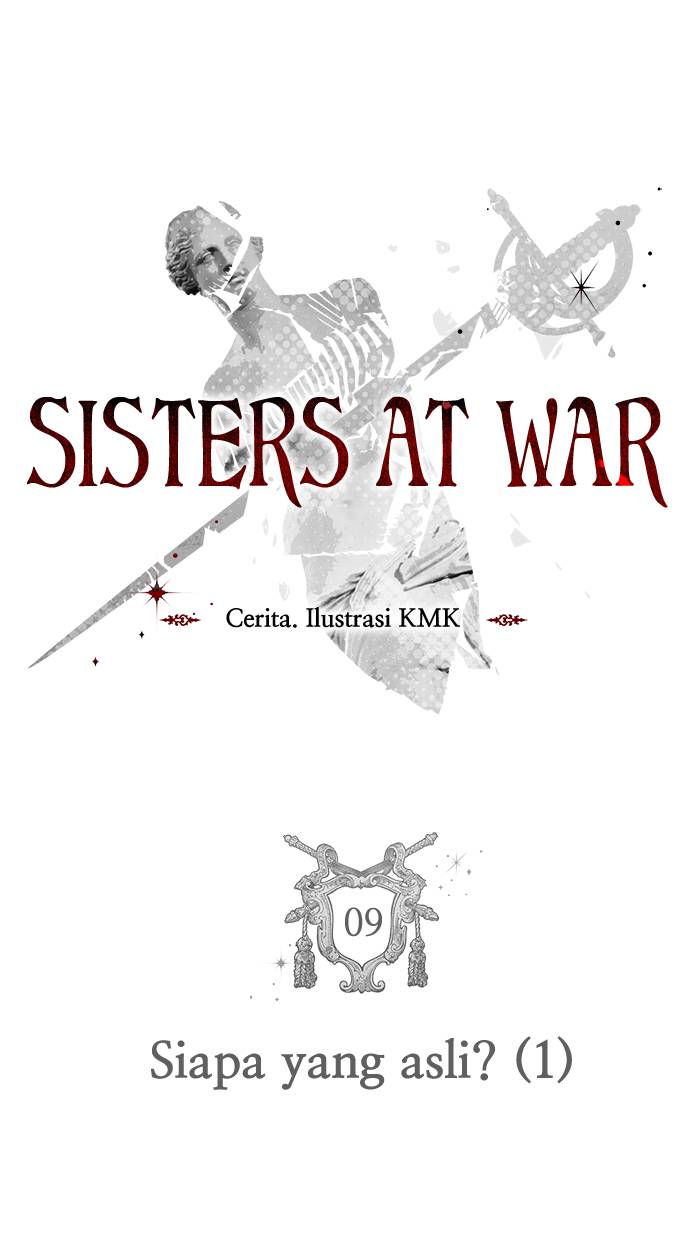 SISTERS AT WAR
Cerita. Ilustrasi KMK
09
Siapa yang asli? (1)